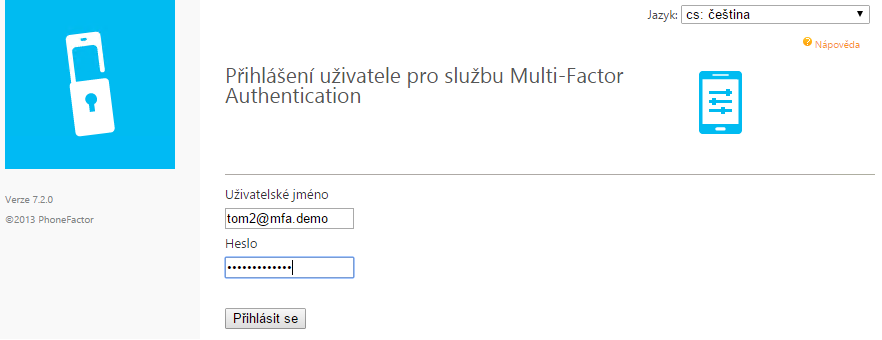 Jazyk: cs: čeština
Nápověda
Přihlášení uživatele pro službu Multi-Factor
Authentication
Verze 7.2.0
©2013 PhoneFactor
Uživatelské jméno
tom2@mfa.demo
Heslo
•••••••••••••
Přihlásit se